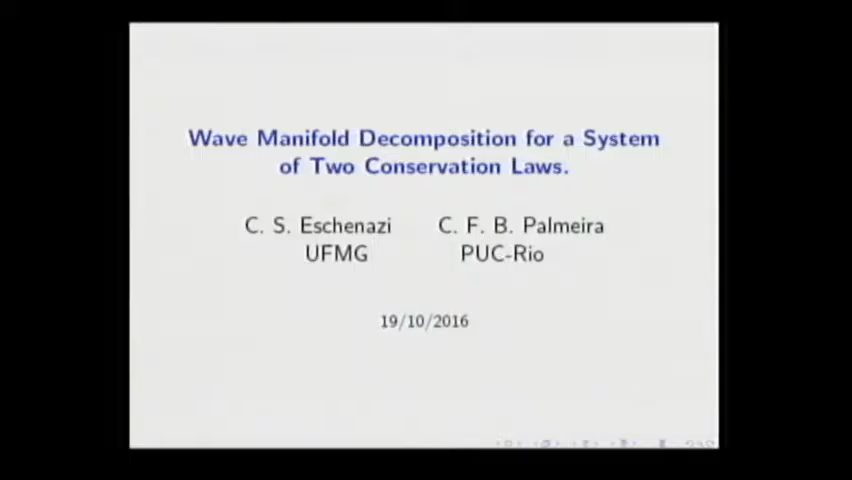 Wave Manifold Decomposition for a System
of Two Conservation Laws.
C. S. Eschenazi C. F. B. Palmeira
UFMG PUC-Rio
19/10/2016